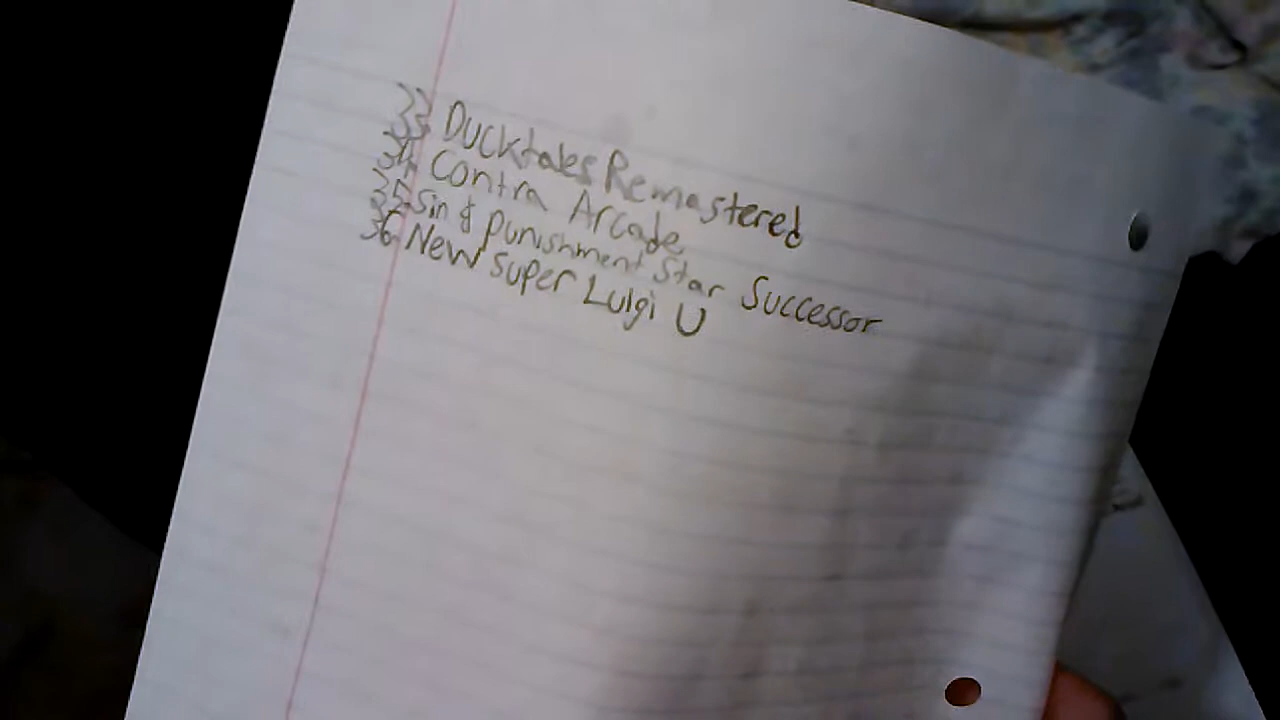 33 Ducktales Remastered
34 Contra Arcade
35 Sin & Punishment Star Successor
36 New Super Luigi U